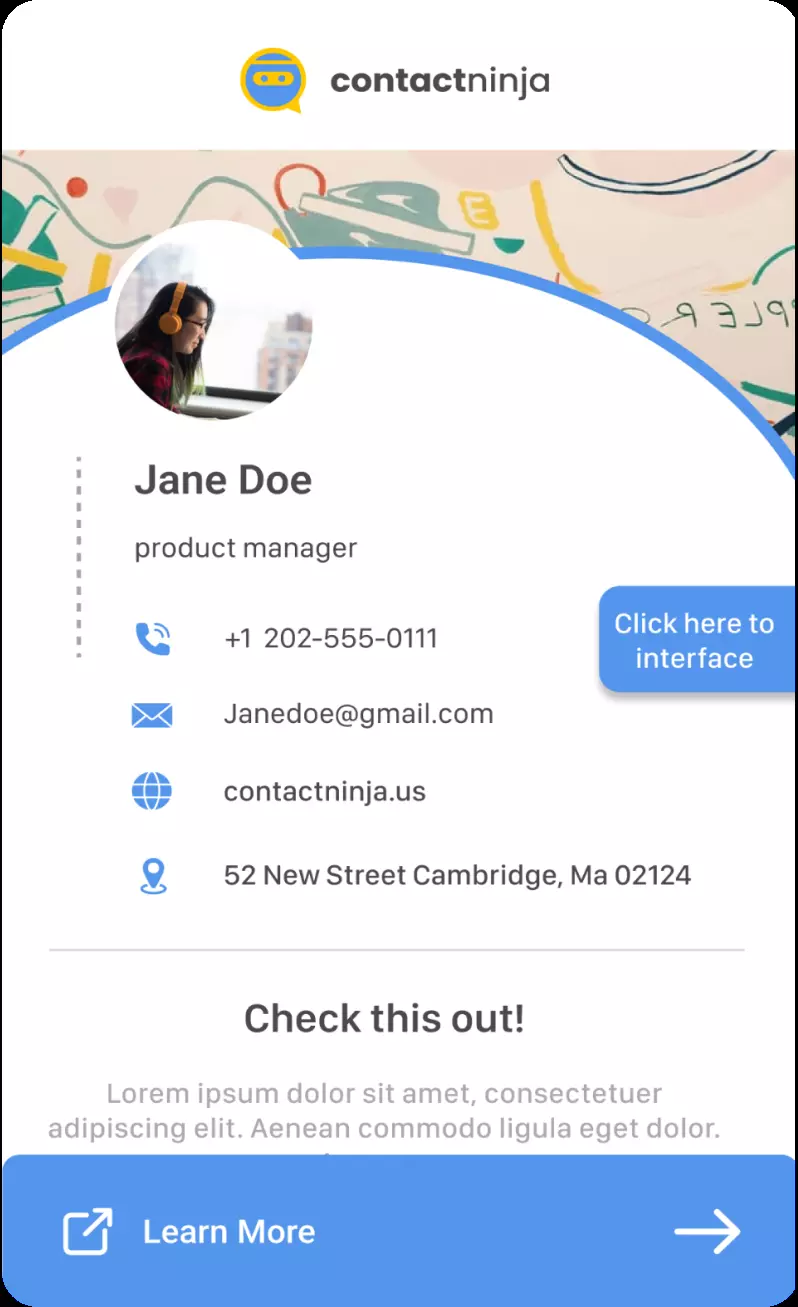 contactninja
Jane Doe
product manager
+1 202-555-0111
Click here to
interface
Janedoe@gmail.com
contactninja.us
52 New Street Cambridge, Ma 02124
Check this out!
Lorem ipsum dolor sit amet, consectetuer
adipiscing elit. Aenean commodo ligula eget dolor.
Learn More